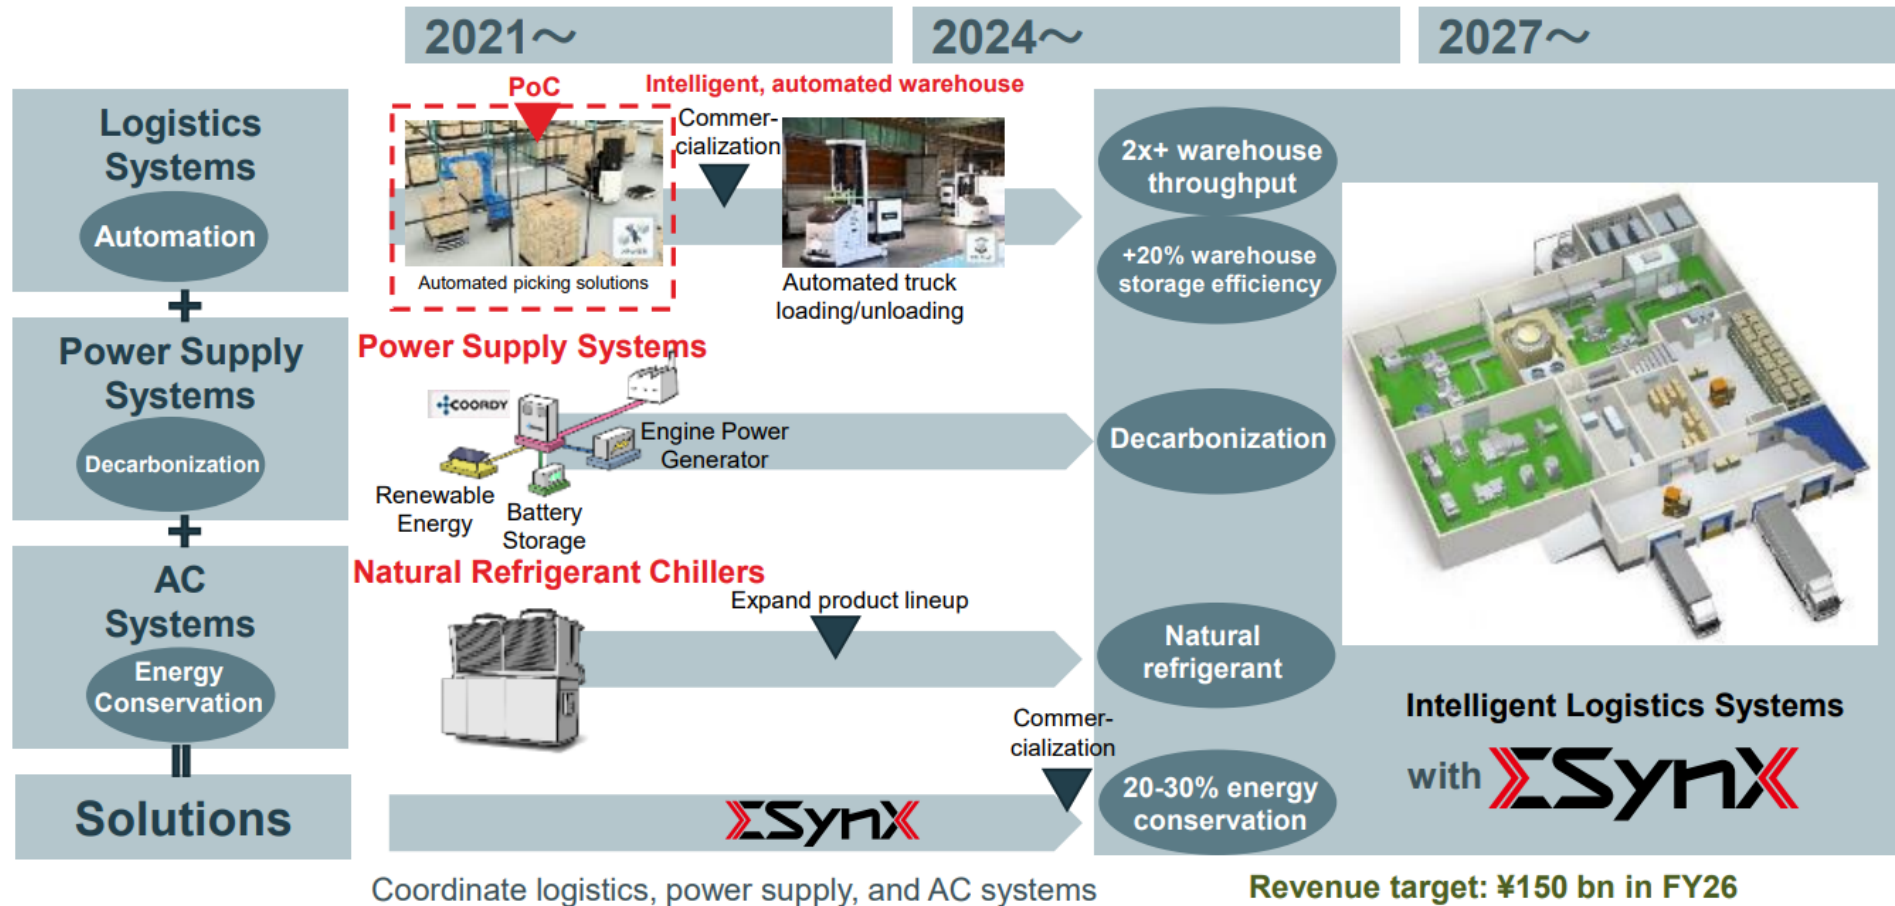 2021～
2024～
2027～
Logistics
Systems
Automation
+
Power Supply
Systems
Decarbonization
+
AC
Systems
Energy
Conservation
Solutions
PoC
Automated picking solutions
Intelligent, automated warehouse
Commer-
cialization
Automated truck
loading/unloading
Power Supply Systems
COORDY
Engine Power
Generator
Renewable
Energy
Battery
Storage
Natural Refrigerant Chillers
Expand product lineup
Commer-
cialization
ΣSynX
Coordinate logistics, power supply, and AC systems
2x+ warehouse
throughput
+20% warehouse
storage efficiency
Decarbonization
Natural
refrigerant
20-30% energy
conservation
Intelligent Logistics Systems
with ΣSynX
Revenue target: ¥150 bn in FY26